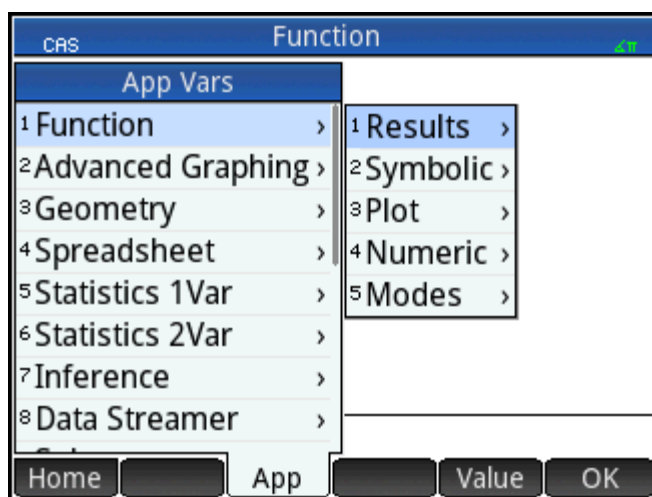 CAS Function ∠π
App Vars
1 Function ›
2 Advanced Graphing ›
3 Geometry ›
4 Spreadsheet ›
5 Statistics 1Var ›
6 Statistics 2Var ›
7 Inference ›
8 Data Streamer ›
1 Results ›
2 Symbolic ›
3 Plot ›
4 Numeric ›
5 Modes ›
Home App Value OK